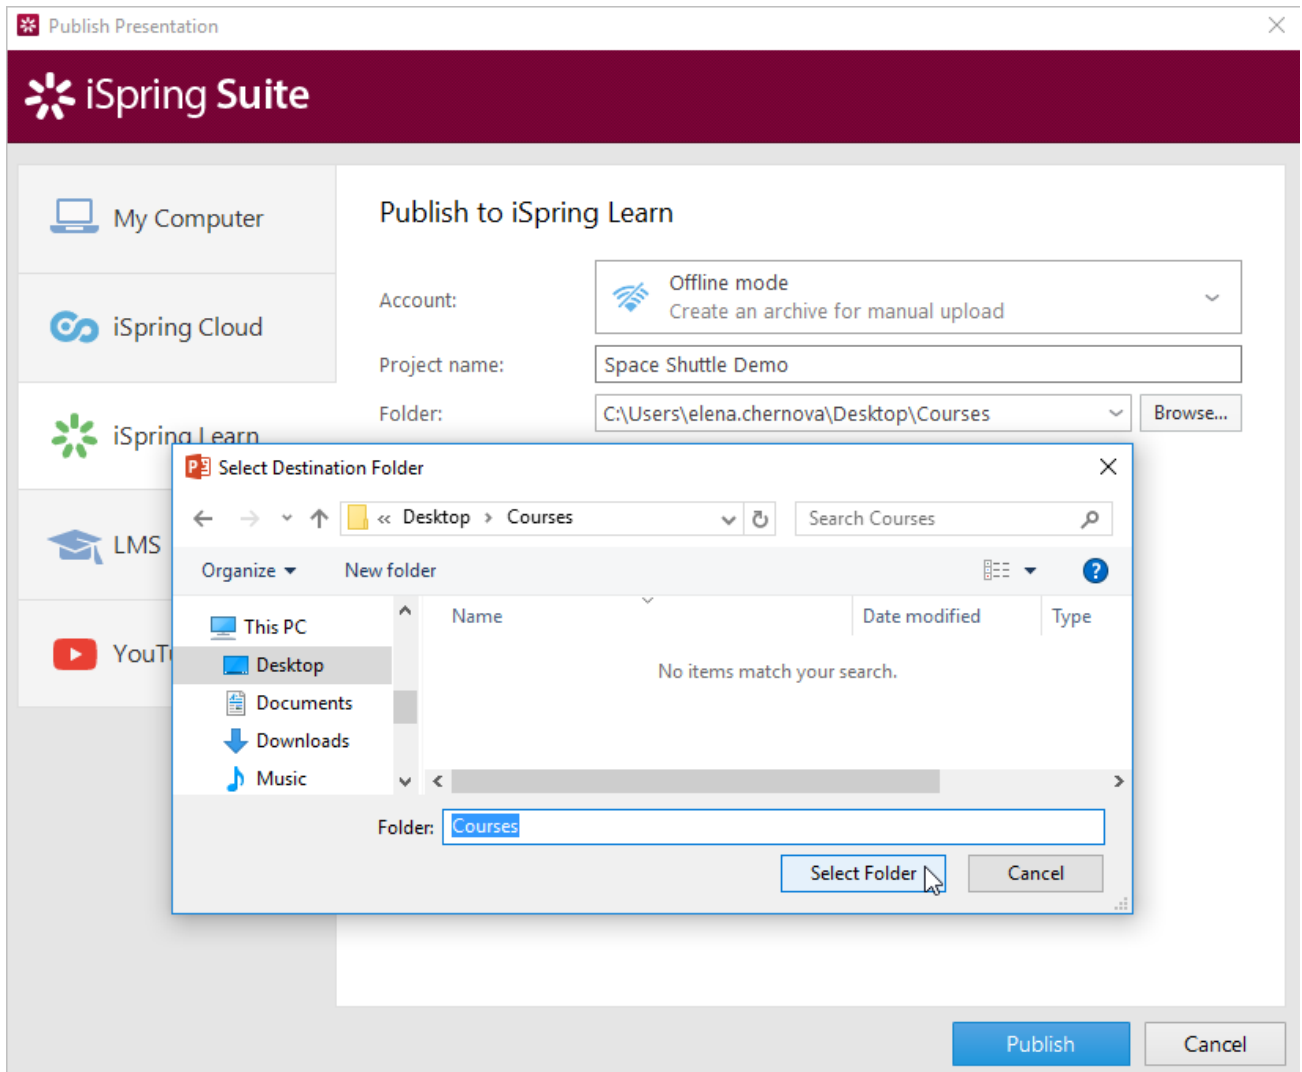 Publish Presentation
iSpring Suite
My Computer
iSpring Cloud
iSpring Learn
LMS
YouT
Publish to iSpring Learn
Account:
Offline mode
Create an archive for manual upload
Project name:
Space Shuttle Demo
Folder:
C:\Users\elena.chernova\Desktop\Courses
Browse...
Select Destination Folder
« Desktop > Courses
Search Courses
Organize
New folder
?
This PC
Desktop
Documents
Downloads
Music
Name
Date modified
Type
No items match your search.
Folder:
Courses
Select Folder
Cancel
Publish
Cancel